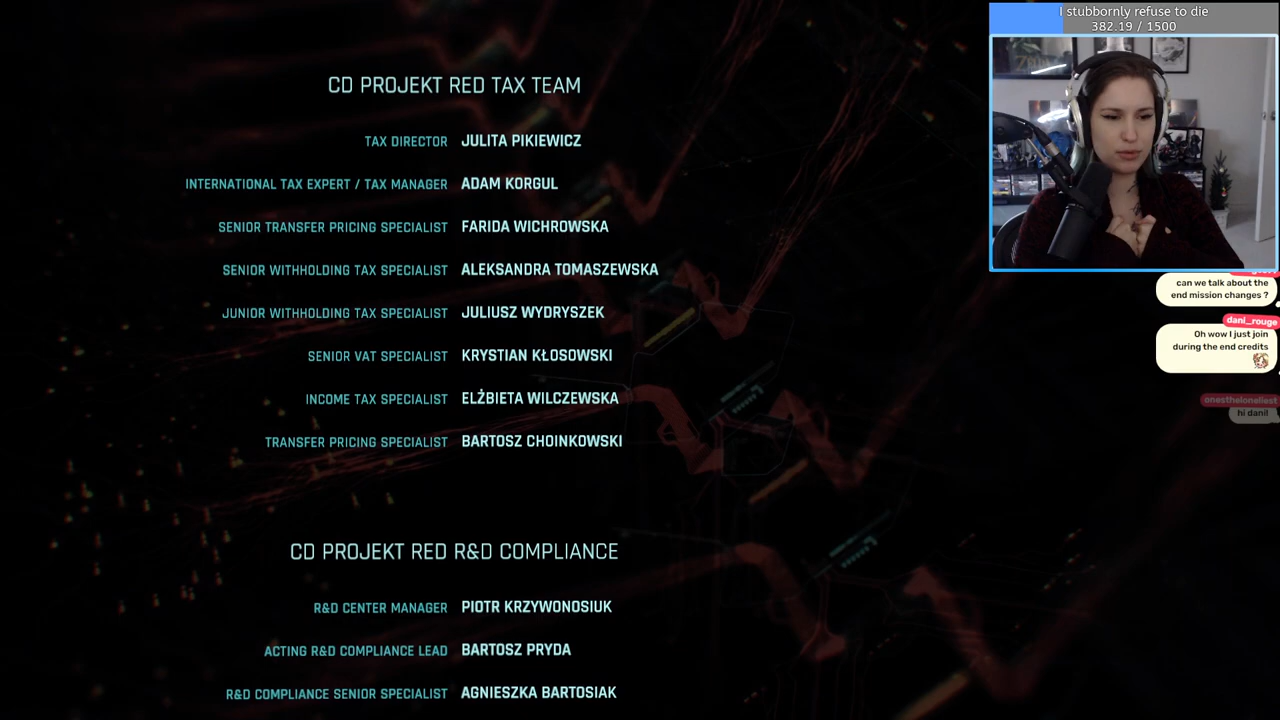 I stubbornly refuse to die
382.19 / 1500
CD PROJEKT RED TAX TEAM
TAX DIRECTOR JULITA PIKIEWICZ
INTERNATIONAL TAX EXPERT / TAX MANAGER ADAM KORGUL
SENIOR TRANSFER PRICING SPECIALIST FARIDA WICHROWSKA
SENIOR WITHHOLDING TAX SPECIALIST ALEKSANDRA TOMASZEWSKA
JUNIOR WITHHOLDING TAX SPECIALIST JULIUSZ WYDRYSZEK
SENIOR VAT SPECIALIST KRYSTIAN KŁOSOWSKI
INCOME TAX SPECIALIST ELŻBIETA WILCZEWSKA
TRANSFER PRICING SPECIALIST BARTOSZ CHOINKOWSKI
CD PROJEKT RED R&D COMPLIANCE
R&D CENTER MANAGER PIOTR KRZYWONOSIUK
ACTING R&D COMPLIANCE LEAD BARTOSZ PRYDA
R&D COMPLIANCE SENIOR SPECIALIST AGNIESZKA BARTOSIAK
can we talk about the
end mission changes ?
dani_rouge
Oh wow I just join
during the end credits
onestheloneliest
hi dani!